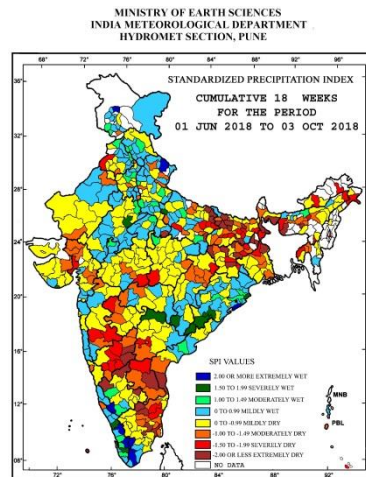 MINISTRY OF EARTH SCIENCES
INDIA METEOROLOGICAL DEPARTMENT
HYDROMET SECTION, PUNE
68° 72° 76° 80° 84° 88° 92° 96°
STANDARDIZED PRECIPITATION INDEX
CUMULATIVE 18 WEEKS
FOR THE PERIOD
01 JUN 2018 TO 03 OCT 2018
36°
32°
28°
24°
20°
16°
12°
08°
SPI VALUES
2.00 OR MORE EXTREMELY WET
1.50 TO 1.99 SEVERELY WET
1.00 TO 1.49 MODERATELY WET
0 TO 0.99 MILDLY WET
0 TO -0.99 MILDLY DRY
-1.00 TO -1.49 MODERATELY DRY
-1.50 TO -1.99 SEVERELY DRY
-2.00 OR LESS EXTREMELY DRY
NO DATA
MNB
PBL
72° 76° 80° 84° 88° 92°